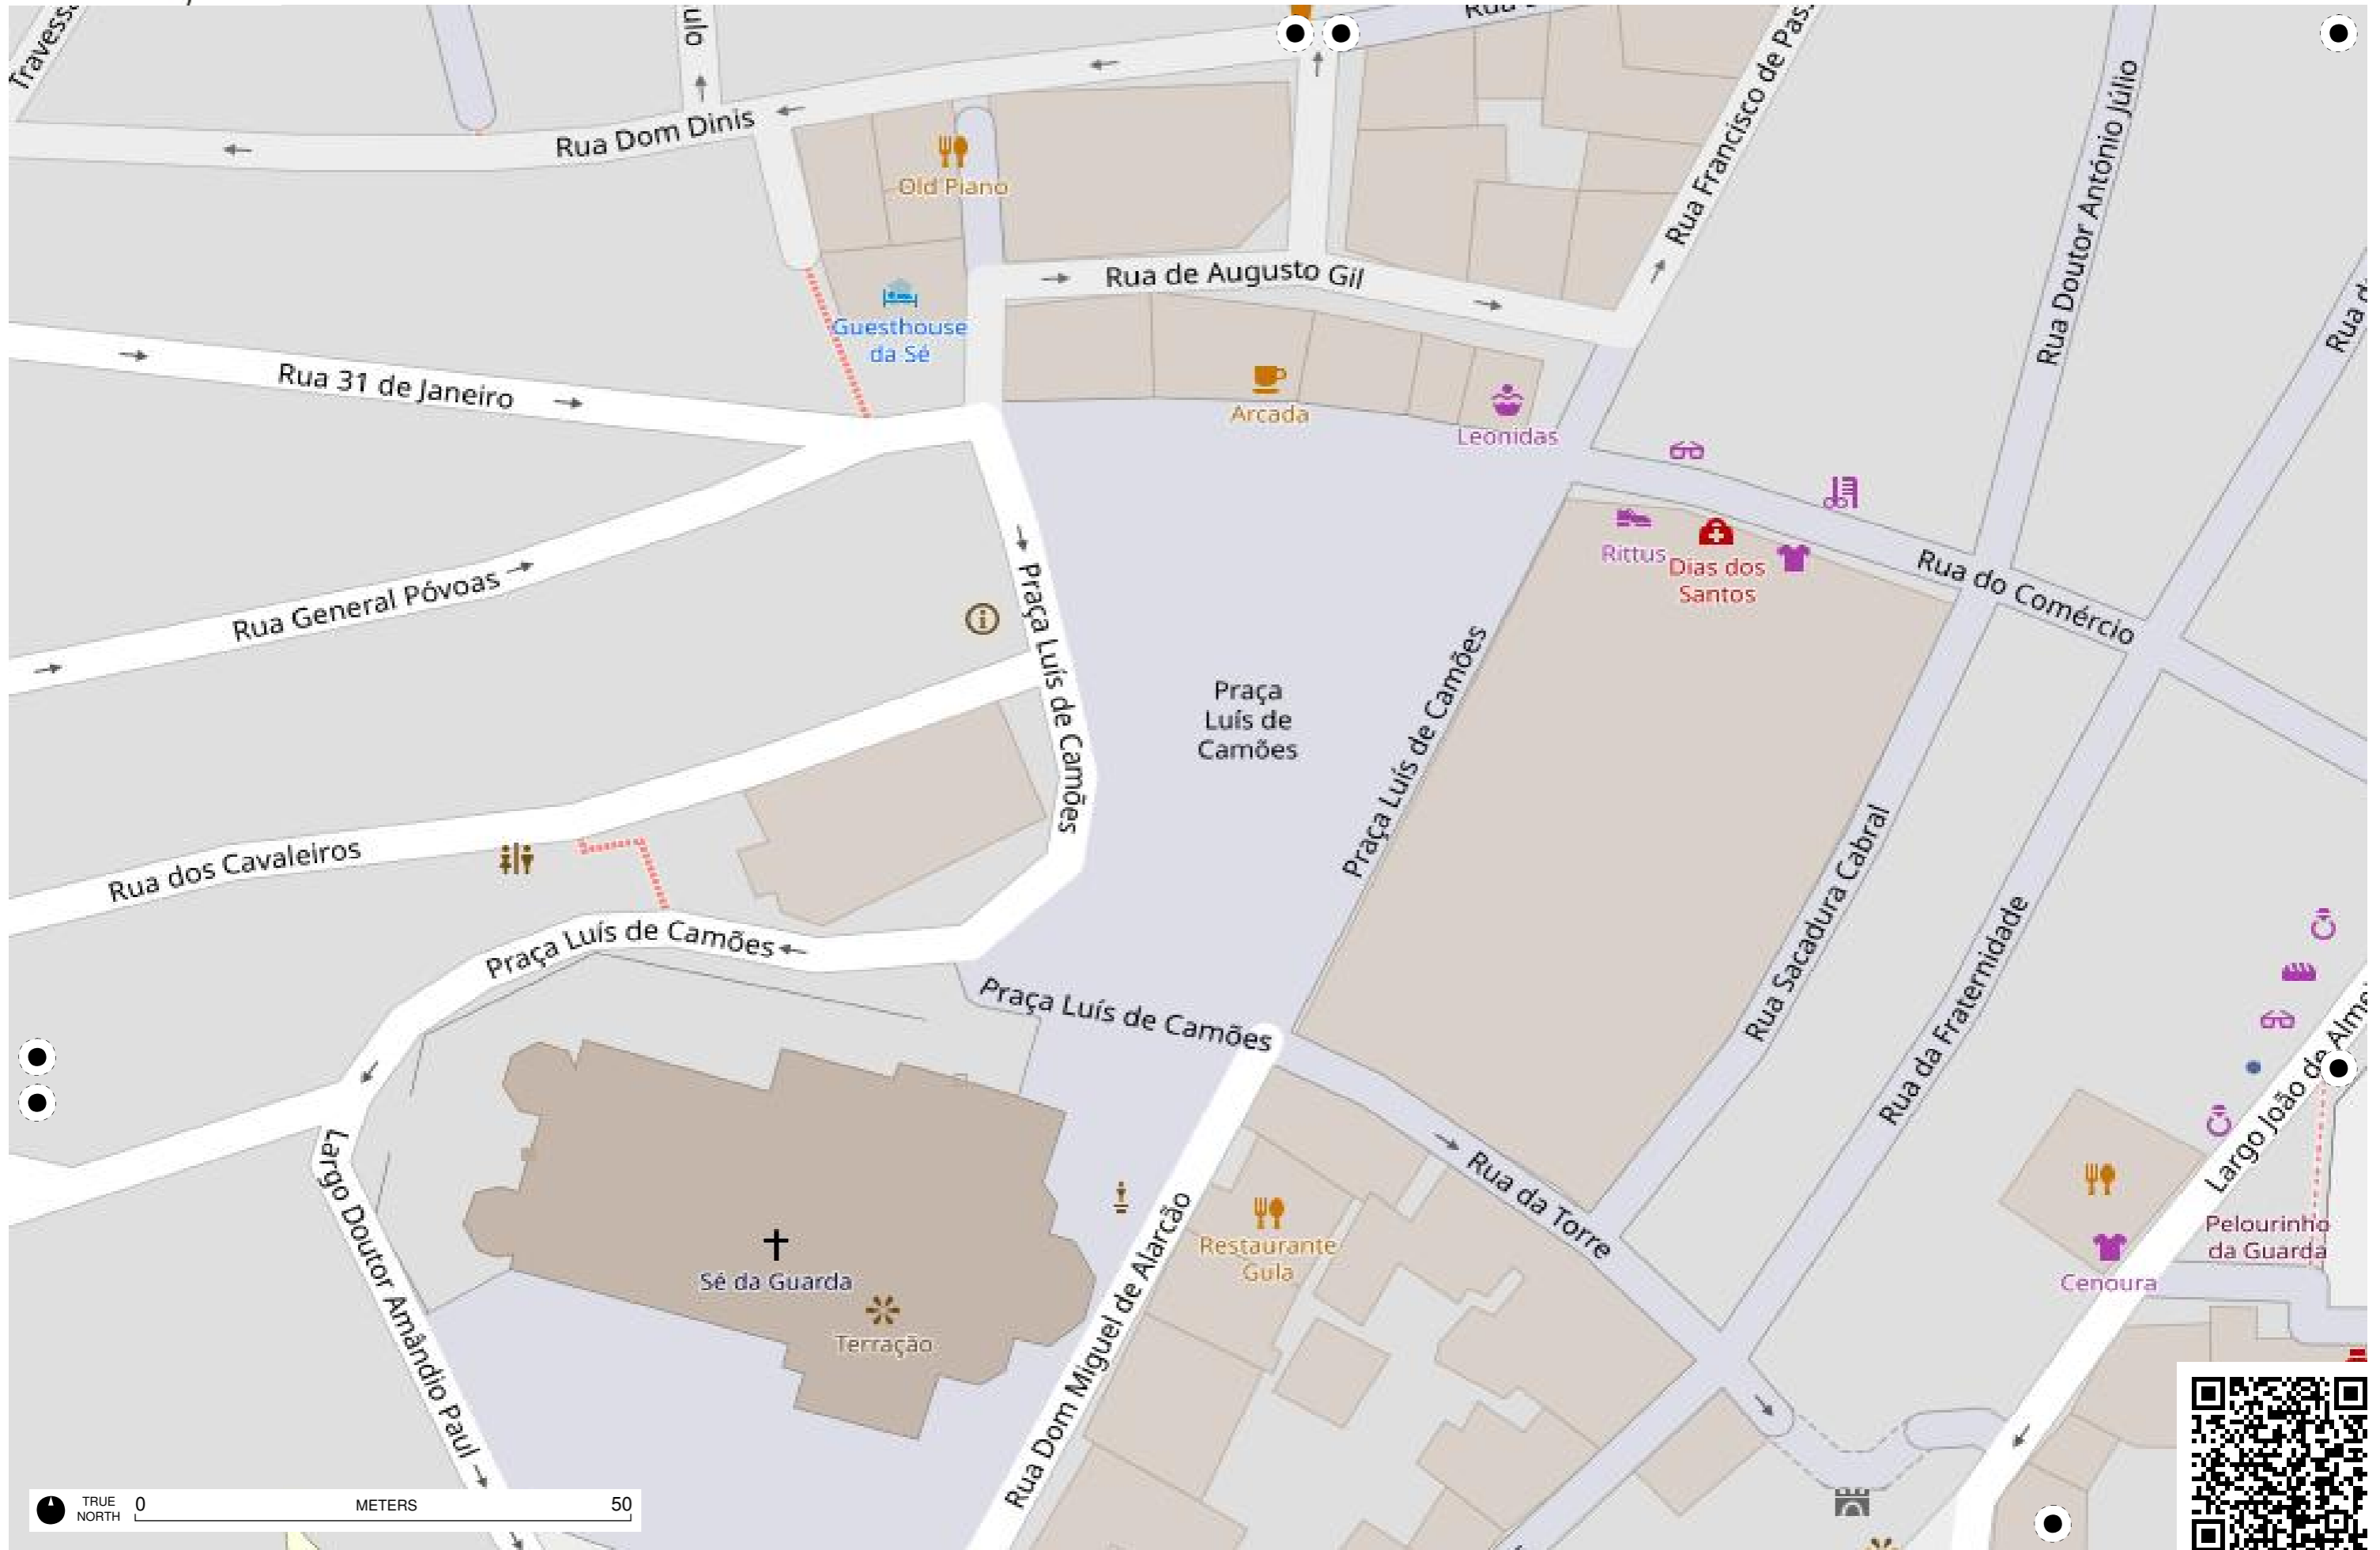 Rua Dom Dinis
Old Piano
Rua Francisco de Pas
Rua Doutor António Júlio
Rua de Augusto Gil
Guesthouse
da Sé
Rua 31 de Janeiro
Arcada
Leonidas
Rittus
Dias dos
Santos
Rua do Comércio
Rua General Póvoas
Praça Luís de Camões
Praça
Luís de
Camões
Praça Luís de Camões
Rua dos Cavaleiros
Praça Luís de Camões
Praça Luís de Camões
Rua Sacadura Cabral
Rua da Fraternidade
Largo João de Alme
Largo Doutor Amândio Paul
Rua Dom Miguel de Alarcão
Rua da Torre
Restaurante
Gula
Sé da Guarda
Terração
Pelourinho
da Guarda
Cenoura
TRUE
NORTH
0 METERS 50